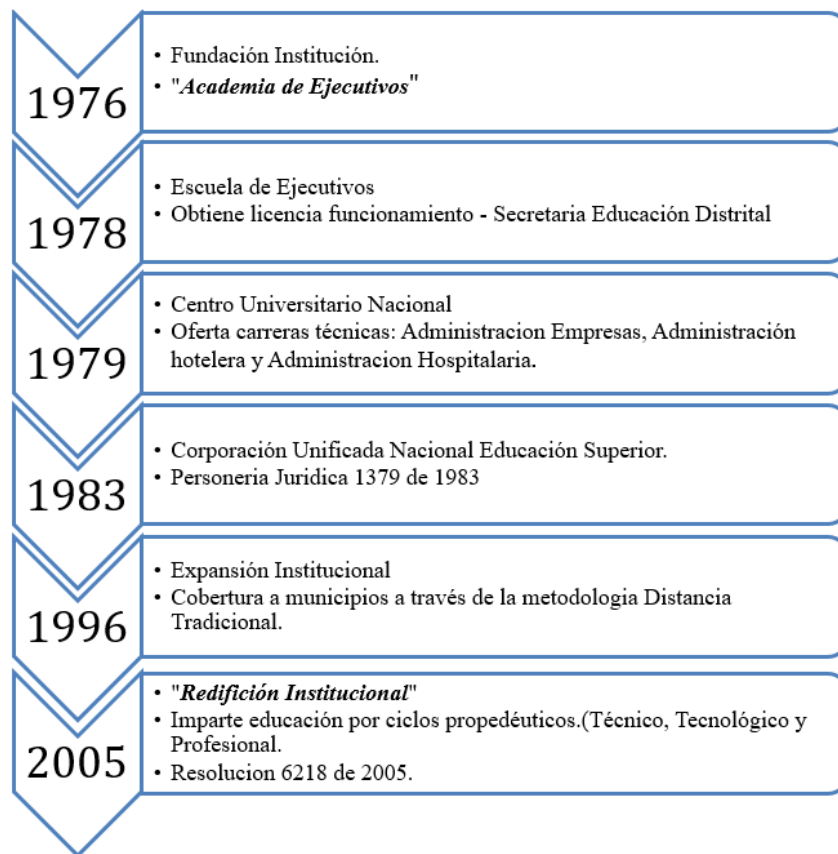 1976
• Fundación Institución.
• "Academia de Ejecutivos"
1978
• Escuela de Ejecutivos
• Obtiene licencia funcionamiento - Secretaria Educación Distrital
1979
• Centro Universitario Nacional
• Oferta carreras técnicas: Administracion Empresas, Administración
hotelera y Administracion Hospitalaria.
1983
• Corporación Unificada Nacional Educación Superior.
• Personeria Juridica 1379 de 1983
1996
• Expansión Institucional
• Cobertura a municipios a través de la metodologia Distancia
Tradicional.
2005
• "Redifición Institucional"
• Imparte educación por ciclos propedéuticos.(Técnico, Tecnológico y
Profesional.
• Resolucion 6218 de 2005.